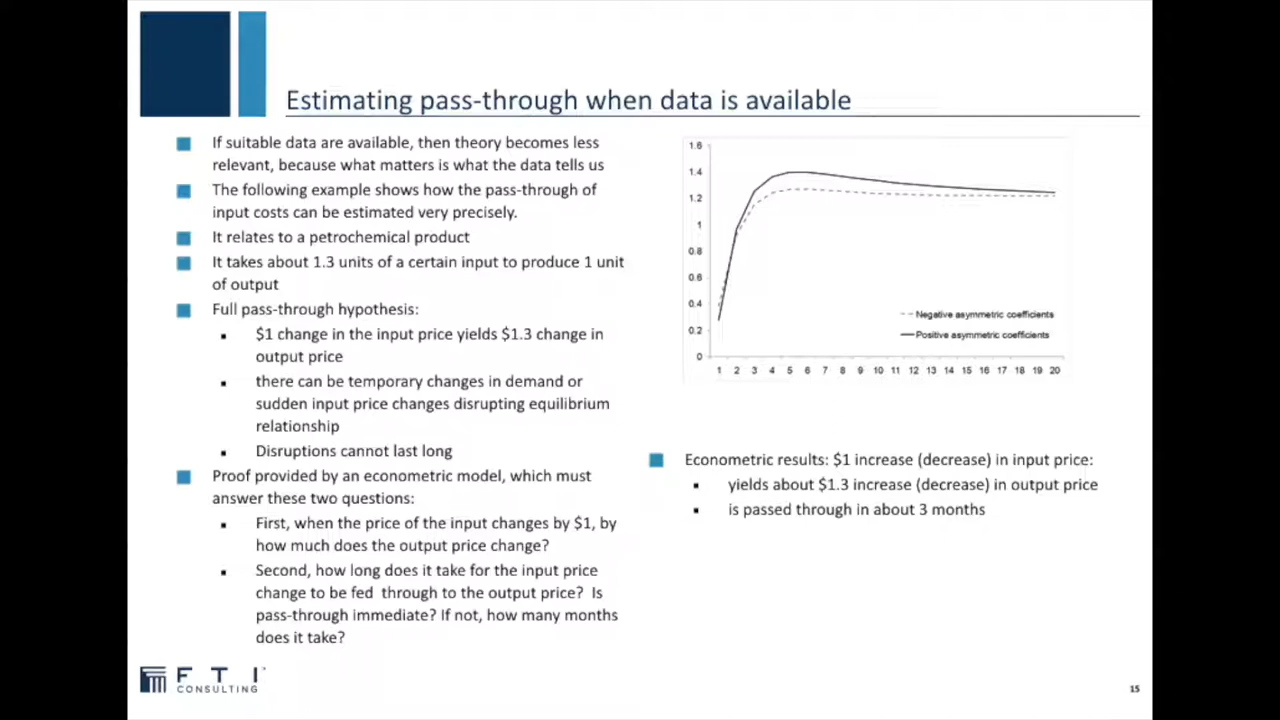 Estimating pass-through when data is available
If suitable data are available, then theory becomes less
relevant, because what matters is what the data tells us
The following example shows how the pass-through of
input costs can be estimated very precisely.
It relates to a petrochemical product
It takes about 1.3 units of a certain input to produce 1 unit
of output
Full pass-through hypothesis:
$1 change in the input price yields $1.3 change in
output price
there can be temporary changes in demand or
sudden input price changes disrupting equilibrium
relationship
Disruptions cannot last long
Proof provided by an econometric model, which must
answer these two questions:
First, when the price of the input changes by $1, by
how much does the output price change?
Second, how long does it take for the input price
change to be fed through to the output price? Is
pass-through immediate? If not, how many months
does it take?
1.6
1.4
1.2
1
0.8
0.6
0.4
0.2
0
Negative asymmetric coefficients
Positive asymmetric coefficients
1 2 3 4 5 6 7 8 9 10 11 12 13 14 15 16 17 18 19 20
Econometric results: $1 increase (decrease) in input price:
yields about $1.3 increase (decrease) in output price
is passed through in about 3 months
F T I
CONSULTING
15